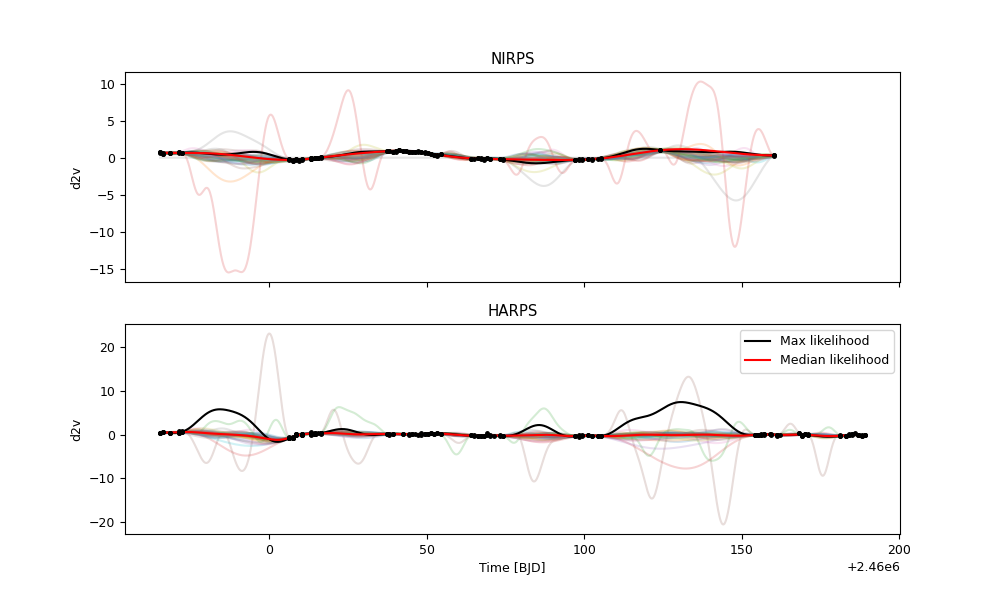 NIRPS
10
5
0
−5
−10
−15
d2v
HARPS
20
10
0
−10
−20
d2v
Max likelihood
Median likelihood
0
50
100
150
200
Time [BJD]
+2.46e6